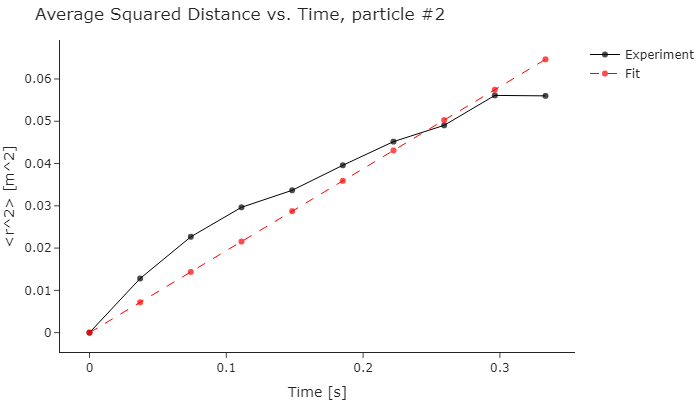 Average Squared Distance vs. Time, particle #2
Experiment
Fit
<r^2> [m^2]
0.06
0.05
0.04
0.03
0.02
0.01
0
0
0.1
0.2
0.3
Time [s]